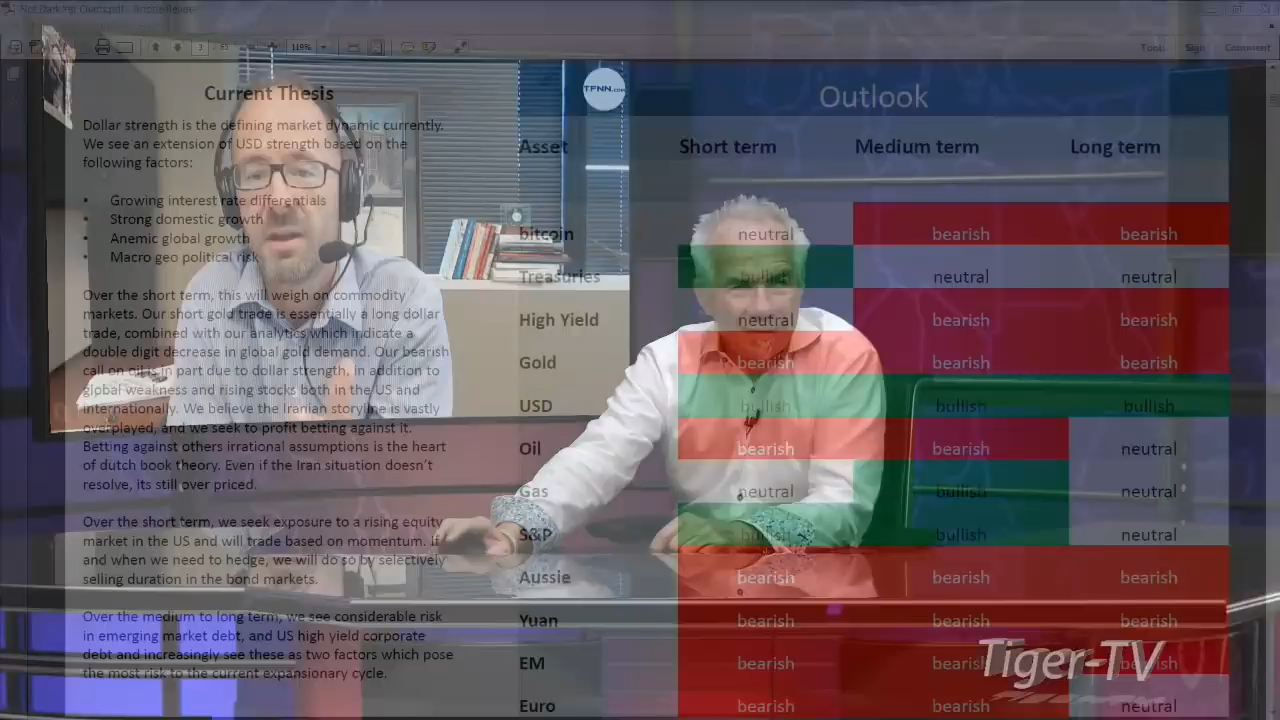 3
119%
Tools
Sign
Comment
TFNN.com
Current Thesis
Dollar strength is the defining market dynamic currently.
We see an extension of USD strength based on the
following factors:
• Growing interest rate differentials
• Strong domestic growth
• Anemic global growth
• Macro geo political risk
Over the short term, this will weigh on commodity
markets. Our short gold trade is essentially a long dollar
trade, combined with our analytics which indicate a
double digit decrease in global gold demand. Our bearish
call on oil is in part due to dollar strength, in addition to
global weakness and rising stocks both in the US and
internationally. We believe the Iranian storyline is vastly
overplayed, and we seek to profit betting against it.
Betting against others irrational assumptions is the heart
of dutch book theory. Even if the Iran situation doesn't
resolve, its still over priced.
Over the short term, we seek exposure to a rising equity
market in the US and will trade based on momentum. If
and when we need to hedge, we will do so by selectively
selling duration in the bond markets.
Over the medium to long term, we see considerable risk
in emerging market debt, and US high yield corporate
debt and increasingly see these as two factors which pose
the most risk to the current expansionary cycle.
Outlook
Asset Short term Medium term Long term
bitcoin neutral bearish bearish
Treasuries bullish neutral neutral
High Yield neutral bearish bearish
Gold bearish bearish bearish
USD bullish bullish bullish
Oil bearish bearish neutral
Gas neutral bullish neutral
S&P bullish bullish neutral
Aussie bearish bearish bearish
Yuan bearish bearish bearish
EM bearish bearish bearish
Euro bearish bearish neutral
Tiger-TV